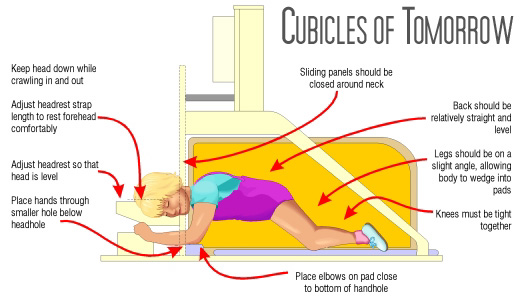 CUBICLES OF TOMORROW
Keep head down while
crawling in and out
Adjust headrest strap
length to rest forehead
comfortably
Adjust headrest so that
head is level
Place hands through
smaller hole below
headhole
Sliding panels should be
closed around neck
Back should be
relatively straight and
level
Legs should be on a
slight angle, allowing
body to wedge into
pads
Knees must be tight
together
Place elbows on pad close
to bottom of handhole